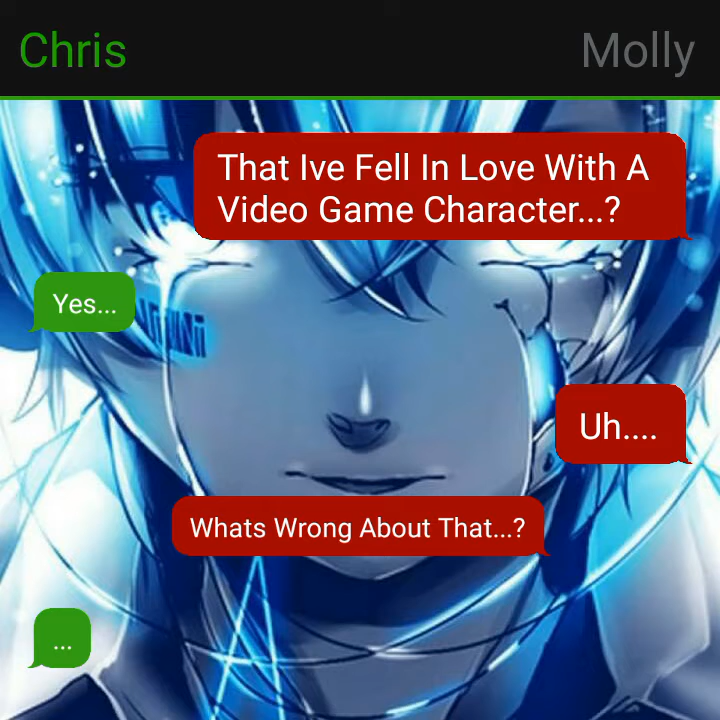 Chris Molly
That Ive Fell In Love With A
Video Game Character...?
Yes...
Uh....
Whats Wrong About That...?
...